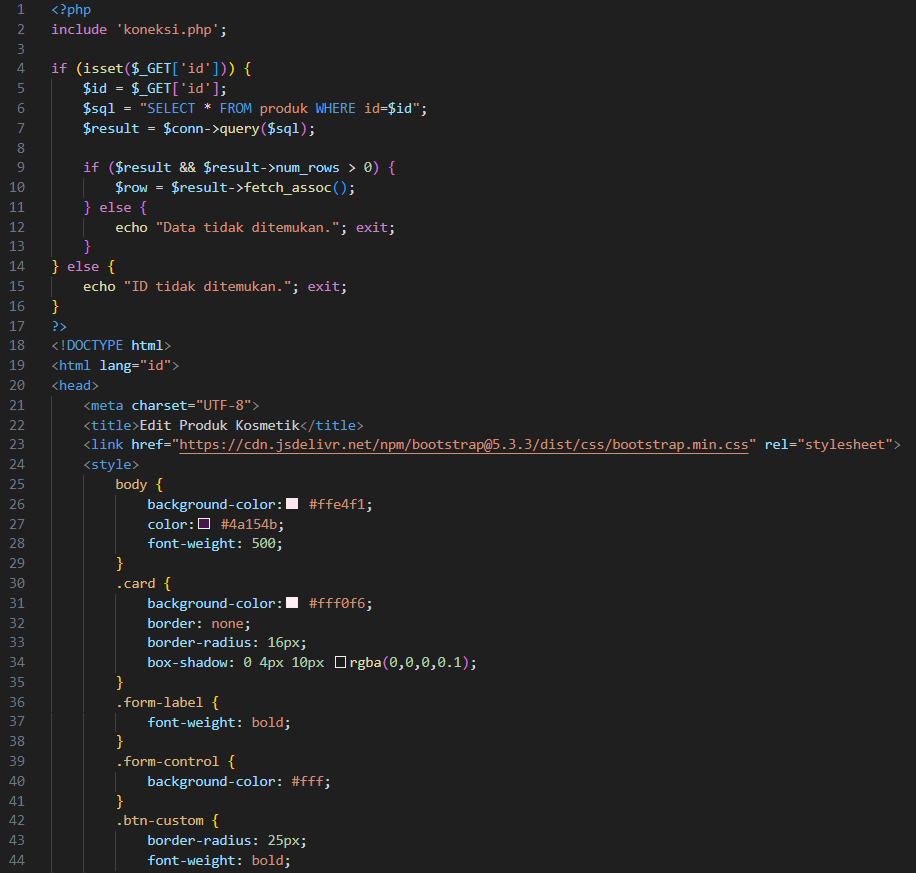 1 <?php
2 include 'koneksi.php';
3
4 if (isset($_GET['id'])) {
5     $id = $_GET['id'];
6     $sql = "SELECT * FROM produk WHERE id=$id";
7     $result = $conn->query($sql);
8
9     if ($result && $result->num_rows > 0) {
10         $row = $result->fetch_assoc();
11     } else {
12         echo "Data tidak ditemukan."; exit;
13     }
14 } else {
15     echo "ID tidak ditemukan."; exit;
16 }
17 ?>
18 <!DOCTYPE html>
19 <html lang="id">
20 <head>
21     <meta charset="UTF-8">
22     <title>Edit Produk Kosmetik</title>
23     <link href="https://cdn.jsdelivr.net/npm/bootstrap@5.3.3/dist/css/bootstrap.min.css" rel="stylesheet">
24     <style>
25         body {
26             background-color: #ffe4f1;
27             color: #4a154b;
28             font-weight: 500;
29         }
30         .card {
31             background-color: #fff0f6;
32             border: none;
33             border-radius: 16px;
34             box-shadow: 0 4px 10px rgba(0,0,0,0.1);
35         }
36         .form-label {
37             font-weight: bold;
38         }
39         .form-control {
40             background-color: #fff;
41         }
42         .btn-custom {
43             border-radius: 25px;
44             font-weight: bold;